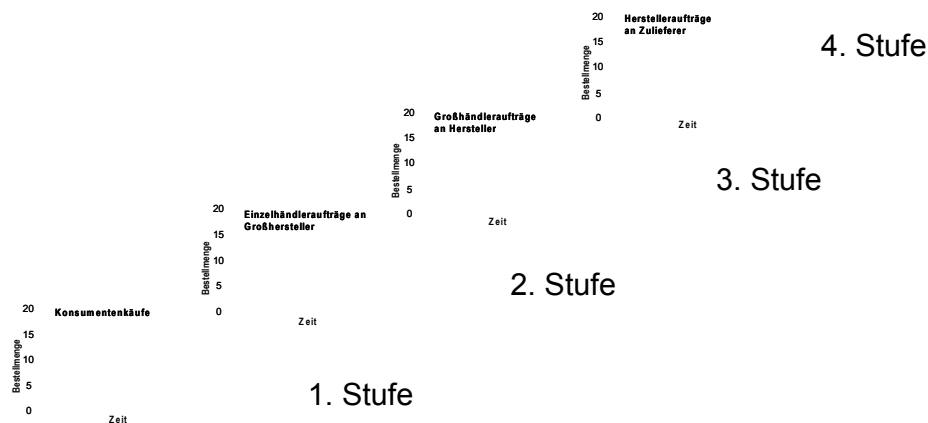 20
Herstelleraufträge
an Zulieferer
15
10
5
0
Bestellmenge
Zeit
4. Stufe
20
Großhändleraufträge
an Hersteller
15
10
5
0
Bestellmenge
Zeit
3. Stufe
20
Einzelhändleraufträge an
Großhersteller
15
10
5
0
Bestellmenge
Zeit
2. Stufe
20
Konsumentenkäufe
15
10
5
0
Bestellmenge
Zeit
1. Stufe